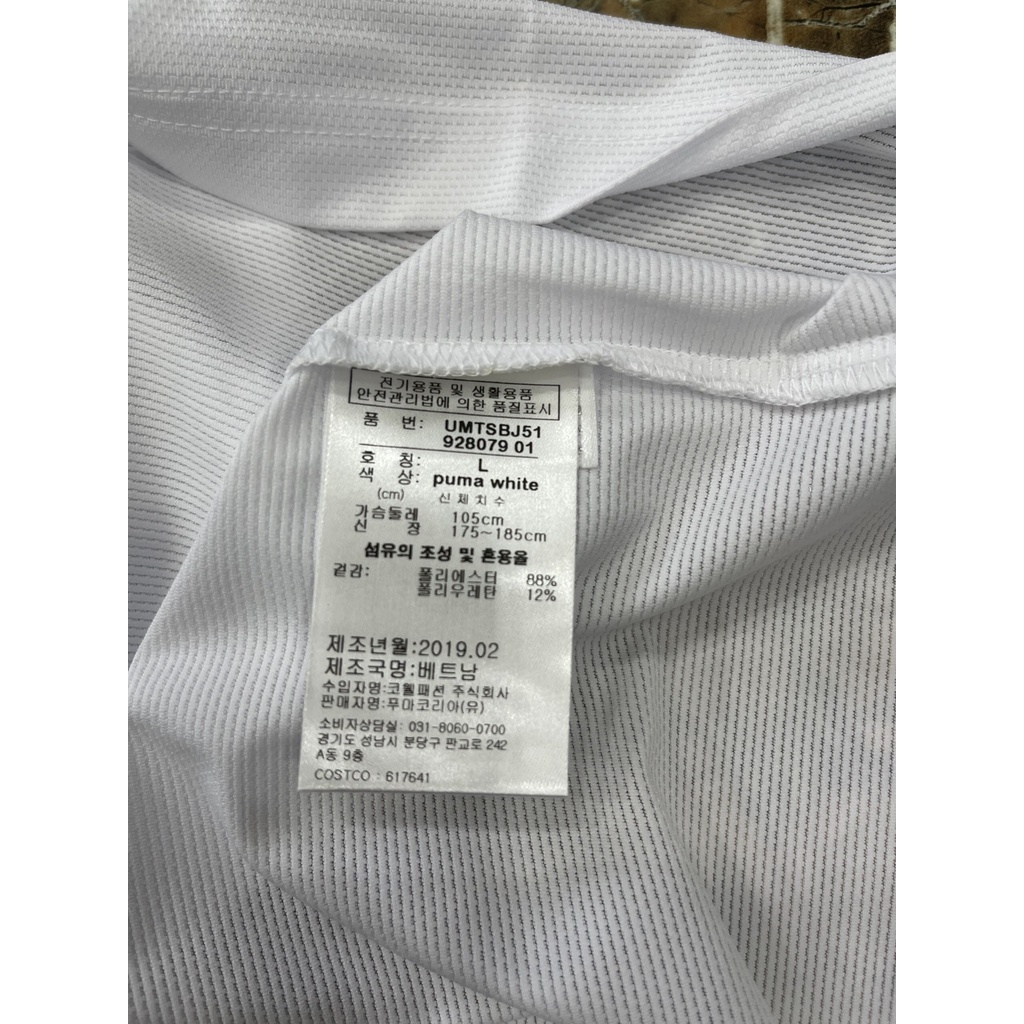 전기용품 및 생활용품
안전관리법에 의한 품질표시
품 번: UMTSBJ51
928079 01
호 칭: L
색 상: puma white
(cm) 신체치수
가슴둘레 105cm
신 장 175~185cm
섬유의 조성 및 혼용율
겉감: 폴리에스터 88%
폴리우레탄 12%
제조년월:2019.02
제조국명:베트남
수입자명:코웰패션 주식회사
판매자명:푸마코리아(유)
소비자상담실: 031-8060-0700
경기도 성남시 분당구 판교로 242
A동 9층
COSTCO : 617641